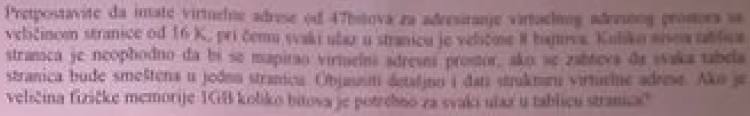 Pretpostavite da imate virtuelne adrese od 47bitova za adresiranje virtuelnog adresnog prostora sa
veličinom stranice od 16 K, pri čemu svaki ulaz u stranicu je veličine 8 bajtova. Koliko nivoa tablica
stranica je neophodno da bi se mapirao virtuelni adresni prostor, ako se zahteva da svaka tabela
stranica bude smeštena u jednu stranicu. Objasniti detaljno i dati strukturu virtuelne adrese. Ako je
veličina fizičke memorije 1GB koliko bitova je potrebno za svaki ulaz u tablicu stranica?